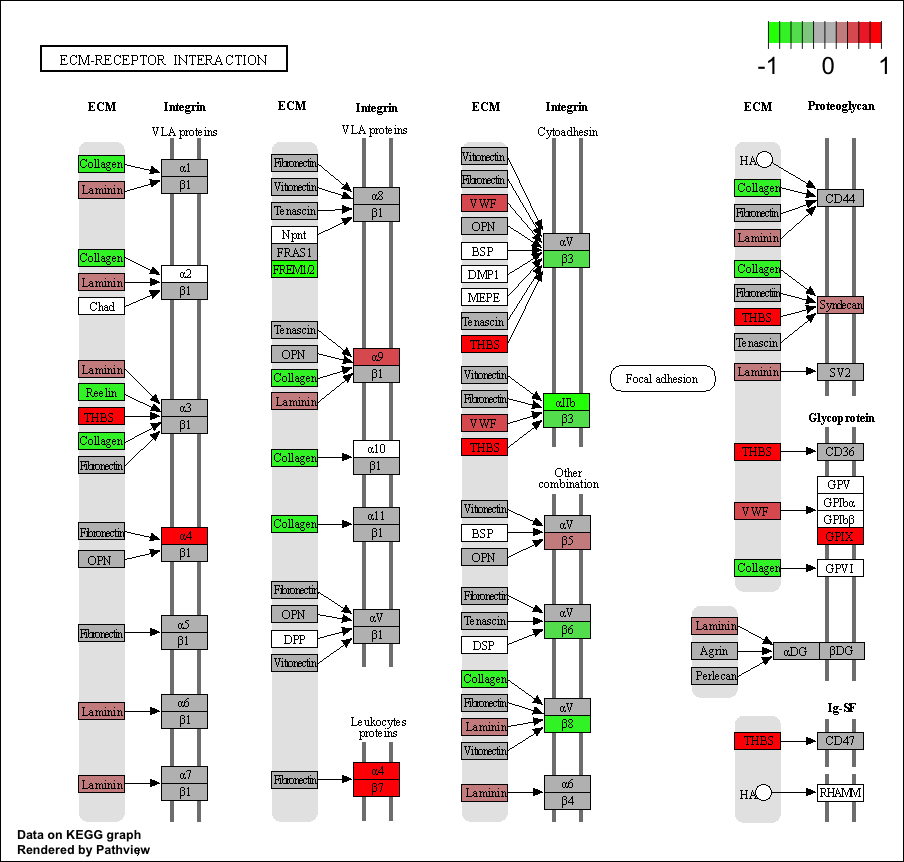 ECM-RECEPTOR INTERACTION
-1 0 1
ECM
Integrin
VLA proteins
Collagen
Laminin
α1
β1
Collagen
Laminin
Chad
α2
β1
Laminin
Reelin
THBS
Collagen
Fibronectin
α3
β1
Fibronectin
OPN
α4
β1
Fibronectin
α5
β1
Laminin
α6
β1
Laminin
α7
β1
ECM
Integrin
VLA proteins
Fibronectin
Vitronectin
Tenascin
Npnt
FRAS1
FREM1/2
α8
β1
Tenascin
OPN
Collagen
Laminin
α9
β1
Collagen
α10
β1
Collagen
α11
β1
Fibronectin
OPN
DPP
Vitronectin
αV
β1
Leukocytes
proteins
Fibronectin
α4
β7
ECM
Integrin
Cytoadhesin
Vitronectin
Fibronectin
VWF
OPN
BSP
DMP1
MEPE
Tenascin
THBS
αV
β3
Vitronectin
Fibronectin
VWF
THBS
αIIb
β3
Other
combination
Vitronectin
BSP
OPN
αV
β5
Fibronectin
Tenascin
DSP
αV
β6
Collagen
Fibronectin
Laminin
Vitronectin
αV
β8
Laminin
α6
β4
Focal adhesion
ECM
Proteoglycan
HA
Collagen
Fibronectin
Laminin
CD44
Collagen
Fibronectin
THBS
Tenascin
Syndecan
Laminin
SV2
Glycoprotein
THBS
CD36
VWF
GPV
GPIbα
GPIbβ
GPIX
Collagen
GPVI
Laminin
Agrin
Perlecan
αDG
βDG
Ig-SF
THBS
CD47
HA
RHAMM
Data on KEGG graph
Rendered by Pathview